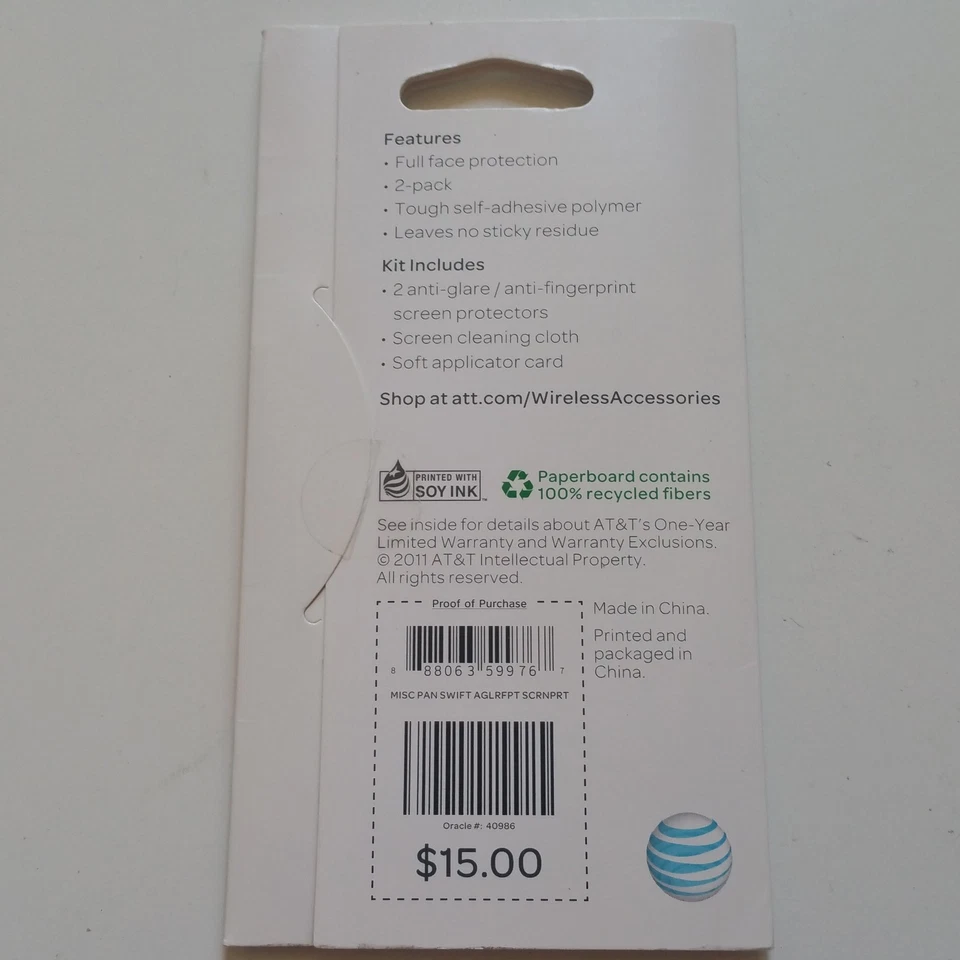 Features
• Full face protection
• 2-pack
• Tough self-adhesive polymer
• Leaves no sticky residue
Kit Includes
• 2 anti-glare / anti-fingerprint
screen protectors
• Screen cleaning cloth
• Soft applicator card
Shop at att.com/WirelessAccessories
PRINTED WITH
SOY INK™
Paperboard contains
100% recycled fibers
See inside for details about AT&T's One-Year
Limited Warranty and Warranty Exclusions.
© 2011 AT&T Intellectual Property.
All rights reserved.
Proof of Purchase
8 88063 59976 7
MISC PAN SWIFT AGLRFPT SCRNPRT
Oracle #: 40986
$15.00
Made in China.
Printed and
packaged in
China.